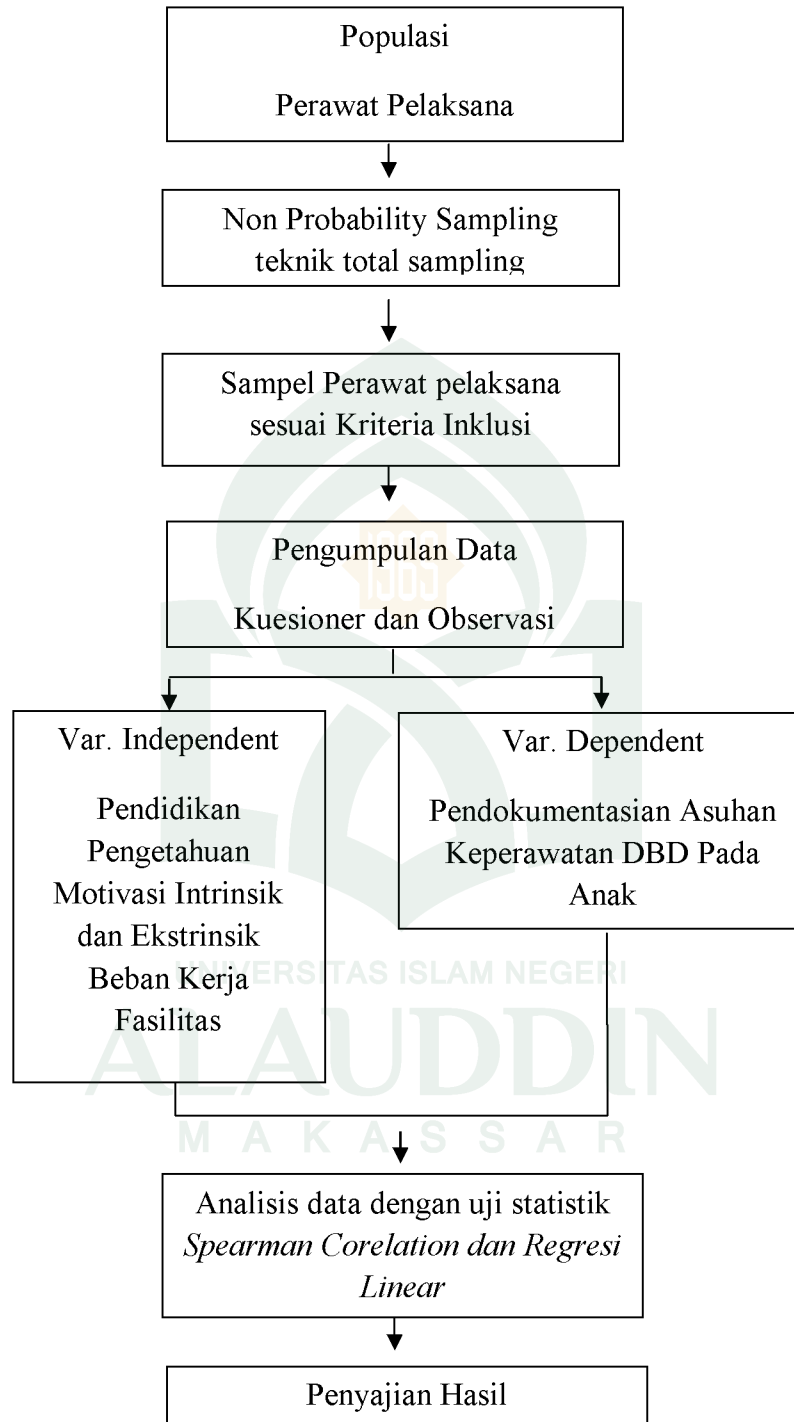 Populasi
Perawat Pelaksana
Non Probability Sampling
teknik total sampling
Sampel Perawat pelaksana
sesuai Kriteria Inklusi
1965
Pengumpulan Data
Kuesioner dan Observasi
Var. Independent
Pendidikan
Pengetahuan
Motivasi Intrinsik
dan Ekstrinsik
Beban Kerja
Fasilitas
Var. Dependent
Pendokumentasian Asuhan
Keperawatan DBD Pada
Anak
UNIVERSITAS ISLAM NEGERI
ALAUDDIN
MAKASSAR
Analisis data dengan uji statistik
Spearman Corelation dan Regresi
Linear
Penyajian Hasil